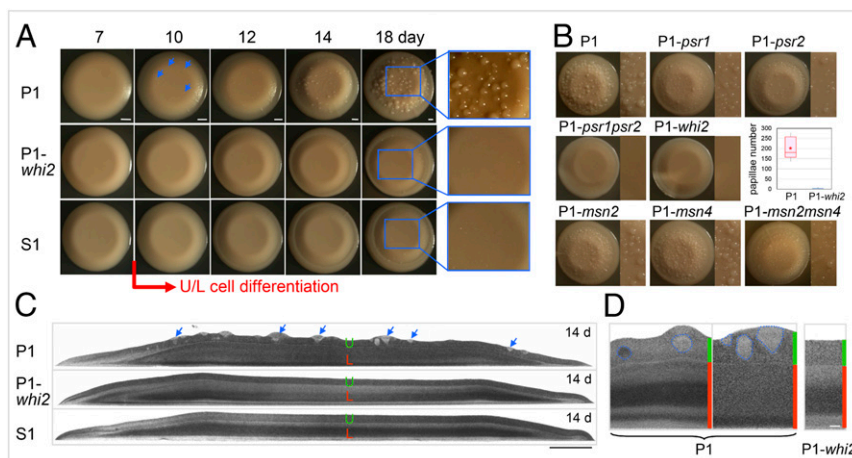 A
7 10 12 14 18 day
P1
P1-
whi2
S1
U/L cell differentiation
B
P1 P1-psr1 P1-psr2
P1-psr1psr2 P1-whi2
papillae number
300
250
200
150
100
50
0
P1 P1-whi2
P1-msn2 P1-msn4 P1-msn2msn4
C
P1
U
L
14 d
P1-
whi2
U
L
14 d
S1
U
L
14 d
D
P1 P1-whi2